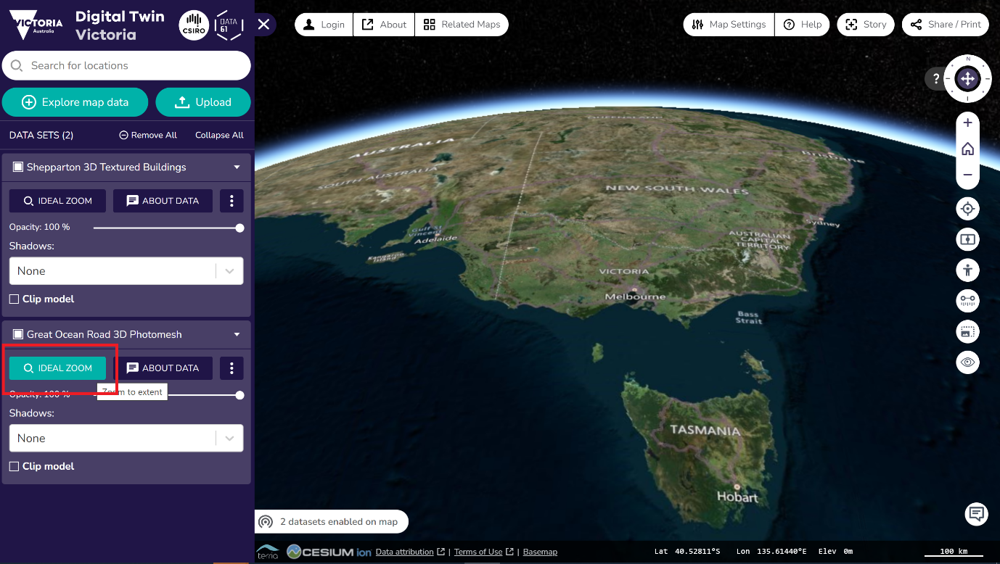 VICTORIA
Australia
Digital Twin
Victoria
CSIRO
DATA
61
Login
About
Related Maps
Map Settings
Help
Story
Share / Print
Search for locations
Explore map data
Upload
DATA SETS (2)
Remove All
Collapse All
Shepparton 3D Textured Buildings
IDEAL ZOOM
ABOUT DATA
Opacity: 100 %
Shadows:
None
Clip model
Great Ocean Road 3D Photomesh
IDEAL ZOOM
ABOUT DATA
Opacity: 100 %
Zoom to extent
Shadows:
None
Clip model
N
?
QUEENSLAND
AUSTRALIA
Brisbane
SOUTH AUSTRALIA
NEW SOUTH WALES
Sydney
Gulf St
Vincent
Adelaide
Kangaroo
Island
AUSTRALIAN
CAPITAL
TERRITORY
VICTORIA
Melbourne
Bass
Strait
TASMANIA
Hobart
2 datasets enabled on map
terria
CESIUM ion
Data attribution | Terms of Use | Basemap
Lat 40.52811°S Lon 135.61440°E Elev 0m
100 km